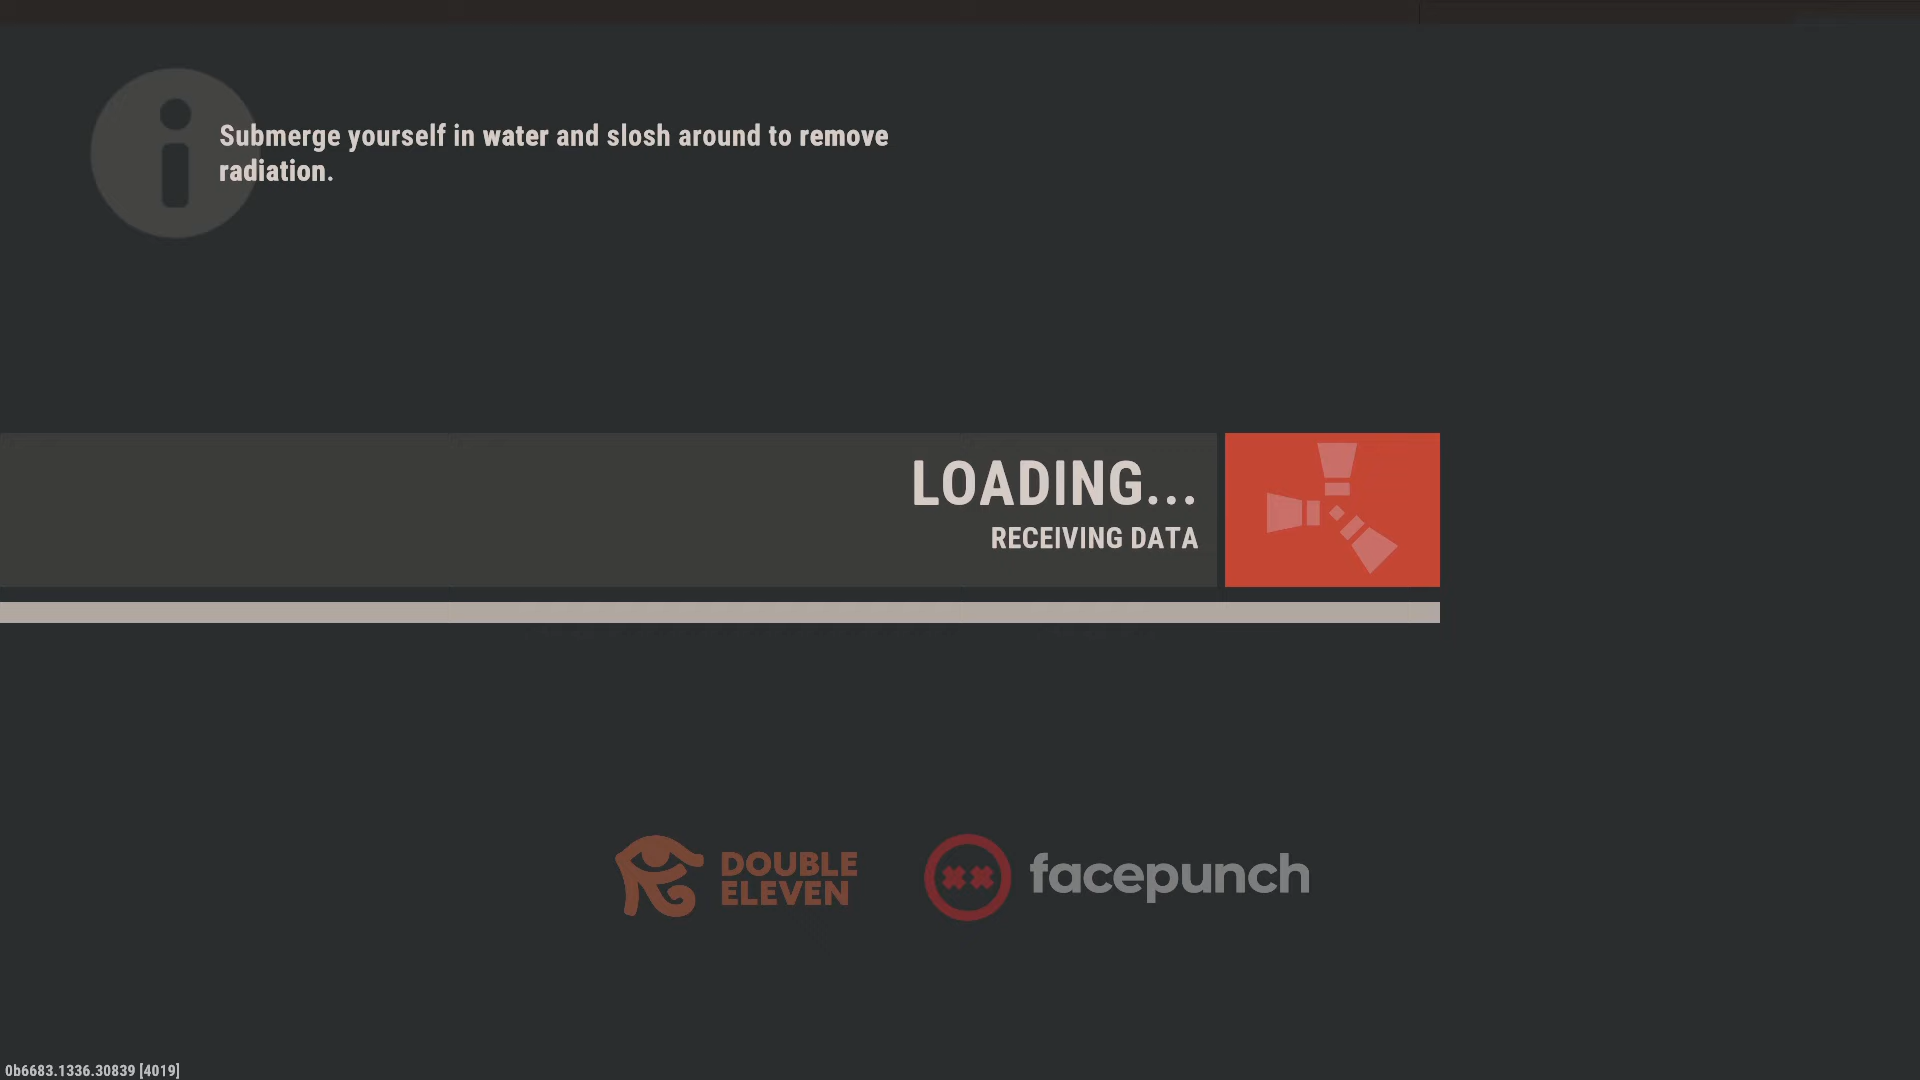 Submerge yourself in water and slosh around to remove
radiation.
LOADING...
RECEIVING DATA
DOUBLE
ELEVEN
facepunch
0b6683.1336.30839 [4019]